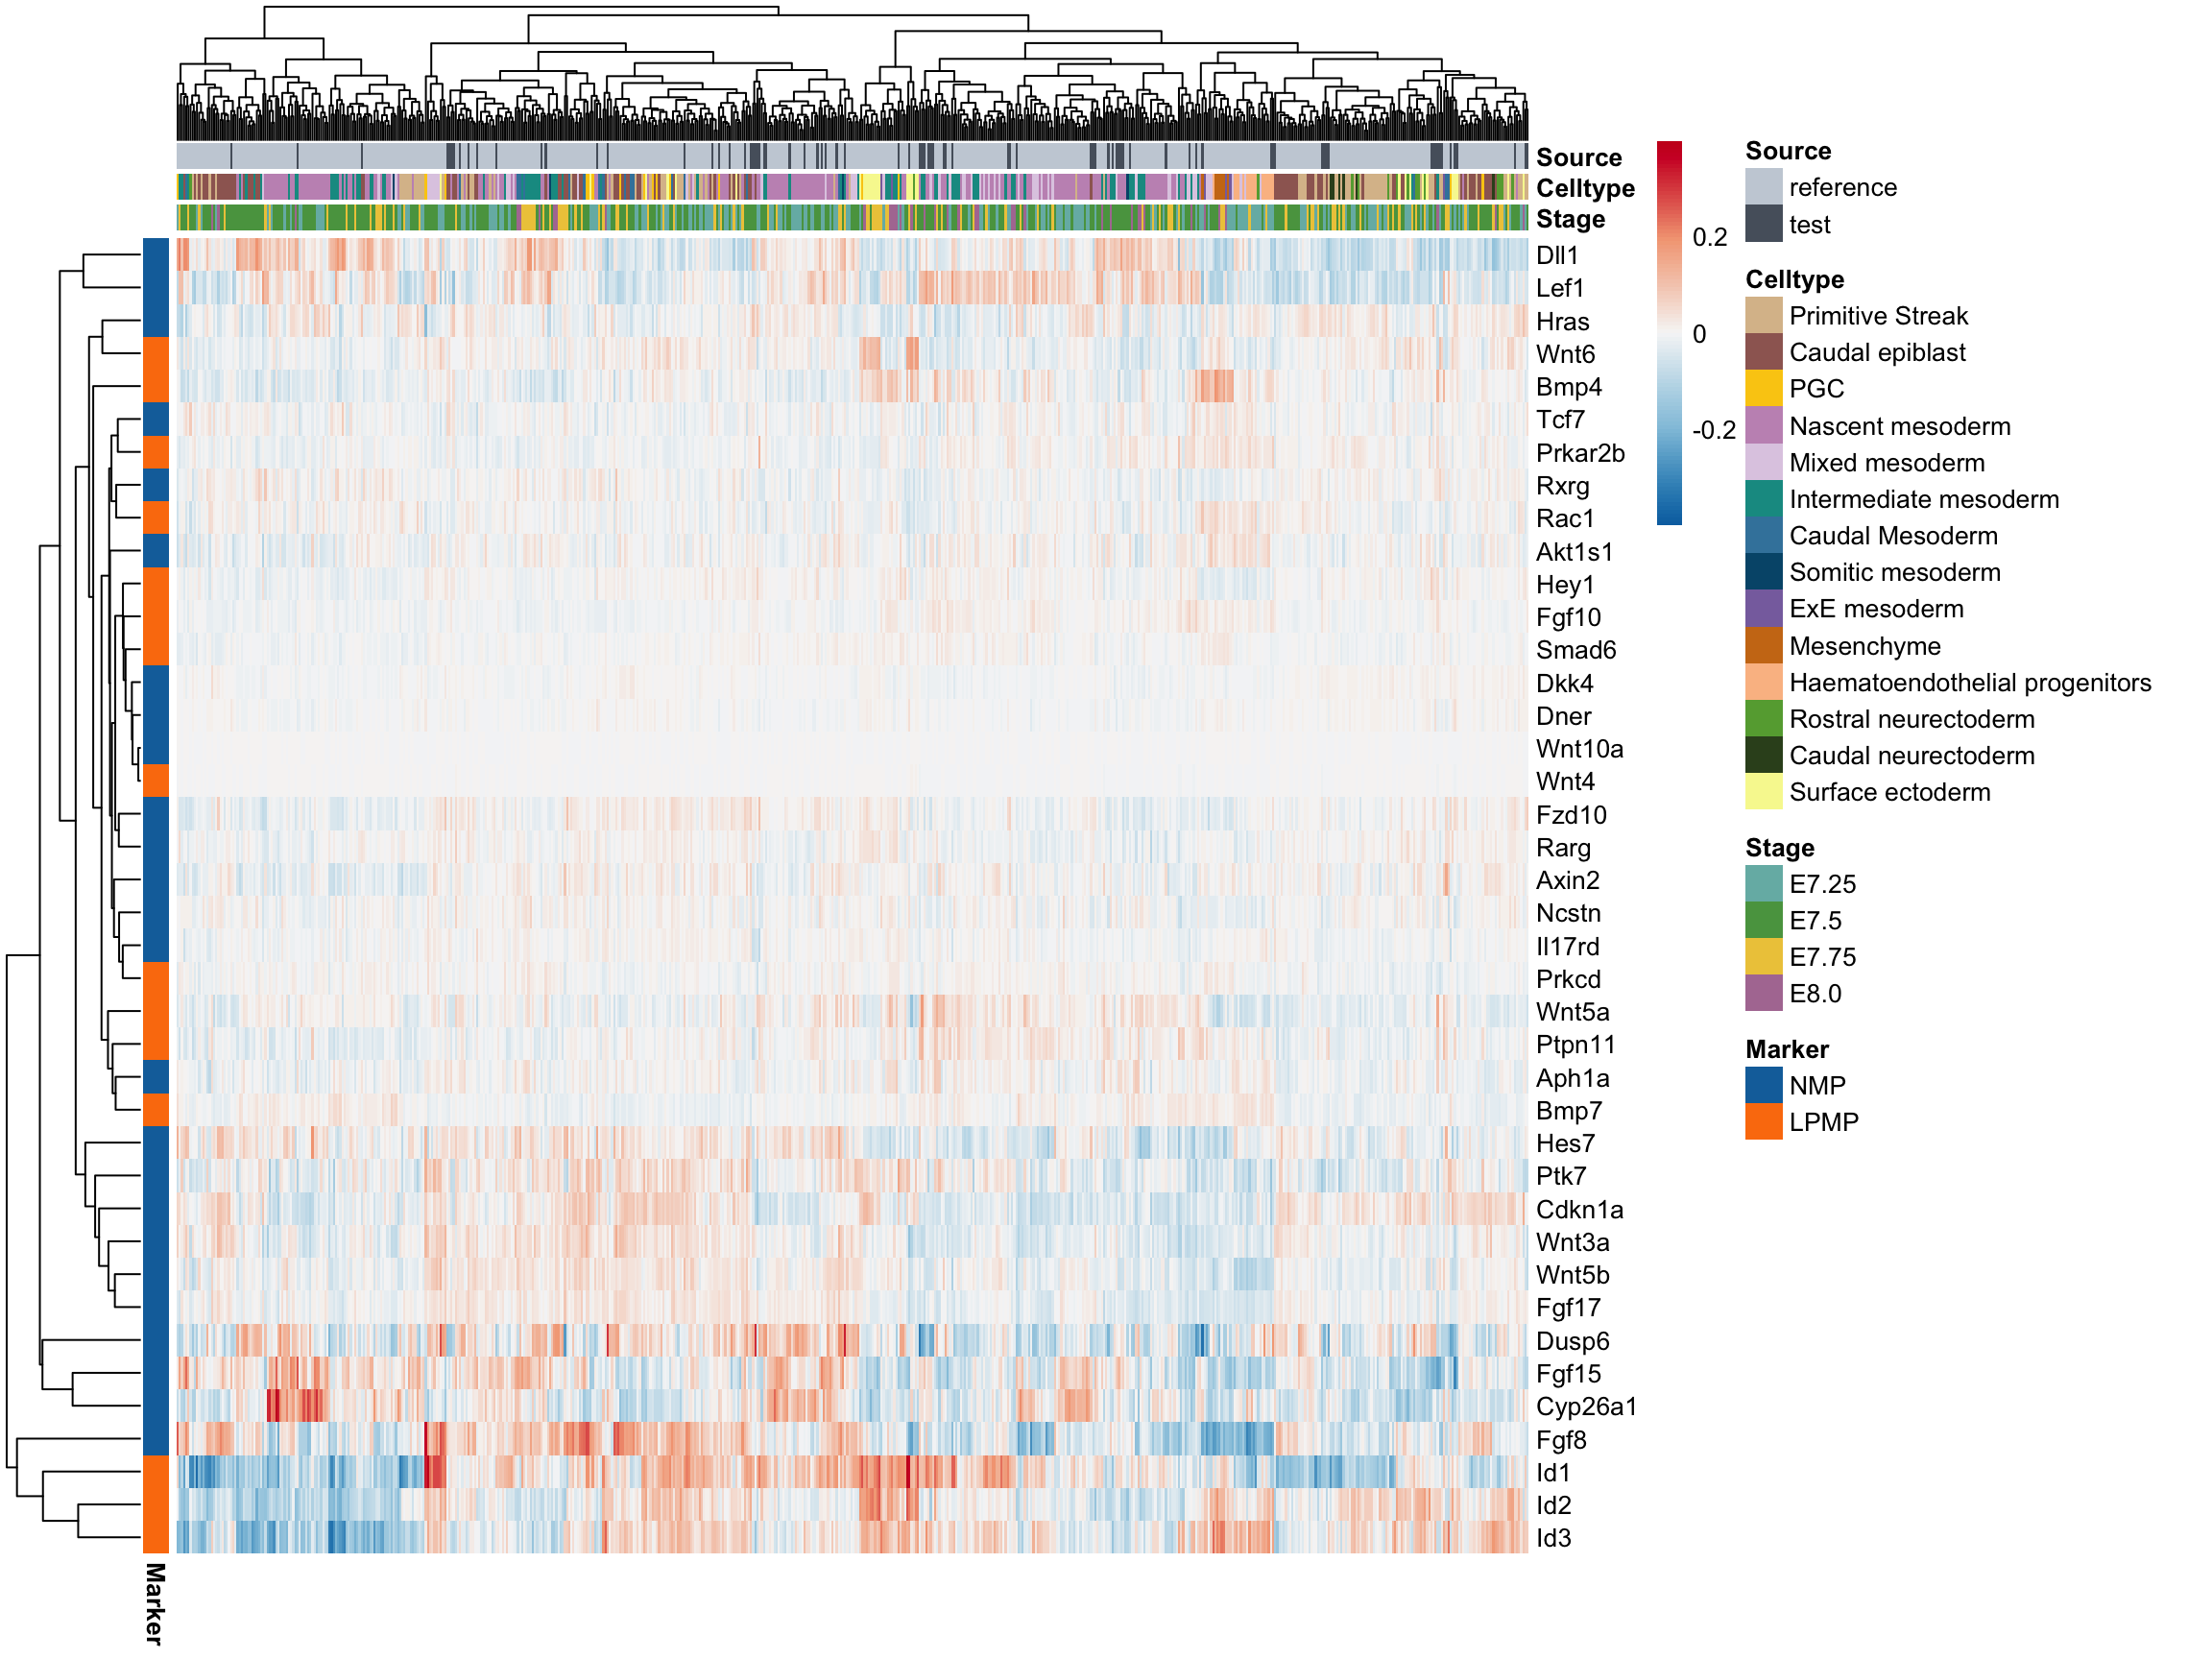 Source
Celltype
Stage
Dll1
Lef1
Hras
Wnt6
Bmp4
Tcf7
Prkar2b
Rxrg
Rac1
Akt1s1
Hey1
Fgf10
Smad6
Dkk4
Dner
Wnt10a
Wnt4
Fzd10
Rarg
Axin2
Ncstn
Il17rd
Prkcd
Wnt5a
Ptpn11
Aph1a
Bmp7
Hes7
Ptk7
Cdkn1a
Wnt3a
Wnt5b
Fgf17
Dusp6
Fgf15
Cyp26a1
Fgf8
Id1
Id2
Id3
Marker
0.2
0
-0.2
Source
reference
test
Celltype
Primitive Streak
Caudal epiblast
PGC
Nascent mesoderm
Mixed mesoderm
Intermediate mesoderm
Caudal Mesoderm
Somitic mesoderm
ExE mesoderm
Mesenchyme
Haematoendothelial progenitors
Rostral neurectoderm
Caudal neurectoderm
Surface ectoderm
Stage
E7.25
E7.5
E7.75
E8.0
Marker
NMP
LPMP